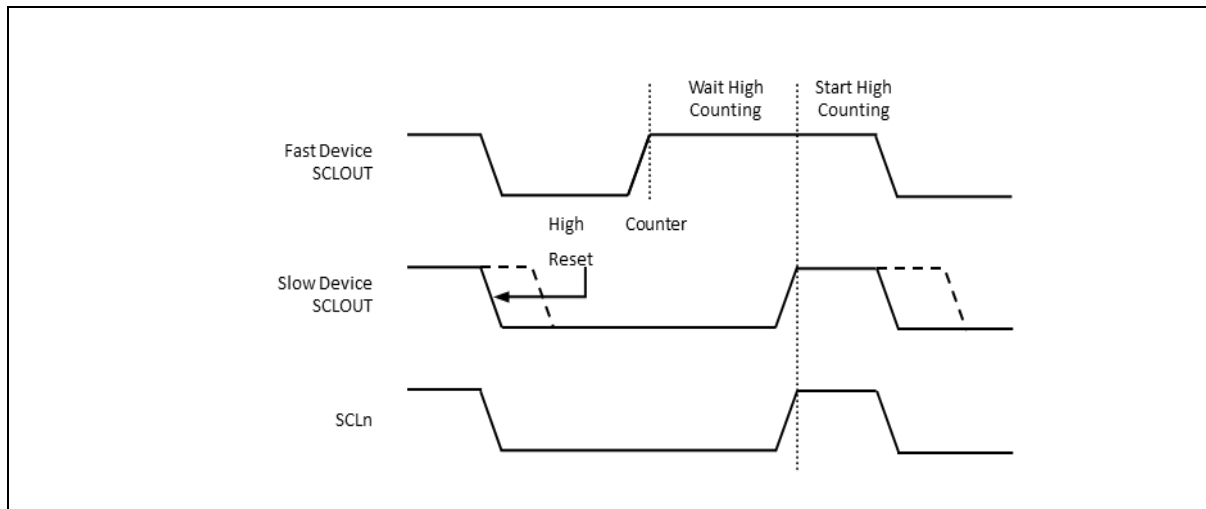 Wait High
Counting
Start High
Counting
Fast Device
SCLOUT
High Counter
Reset
Slow Device
SCLOUT
SCLn